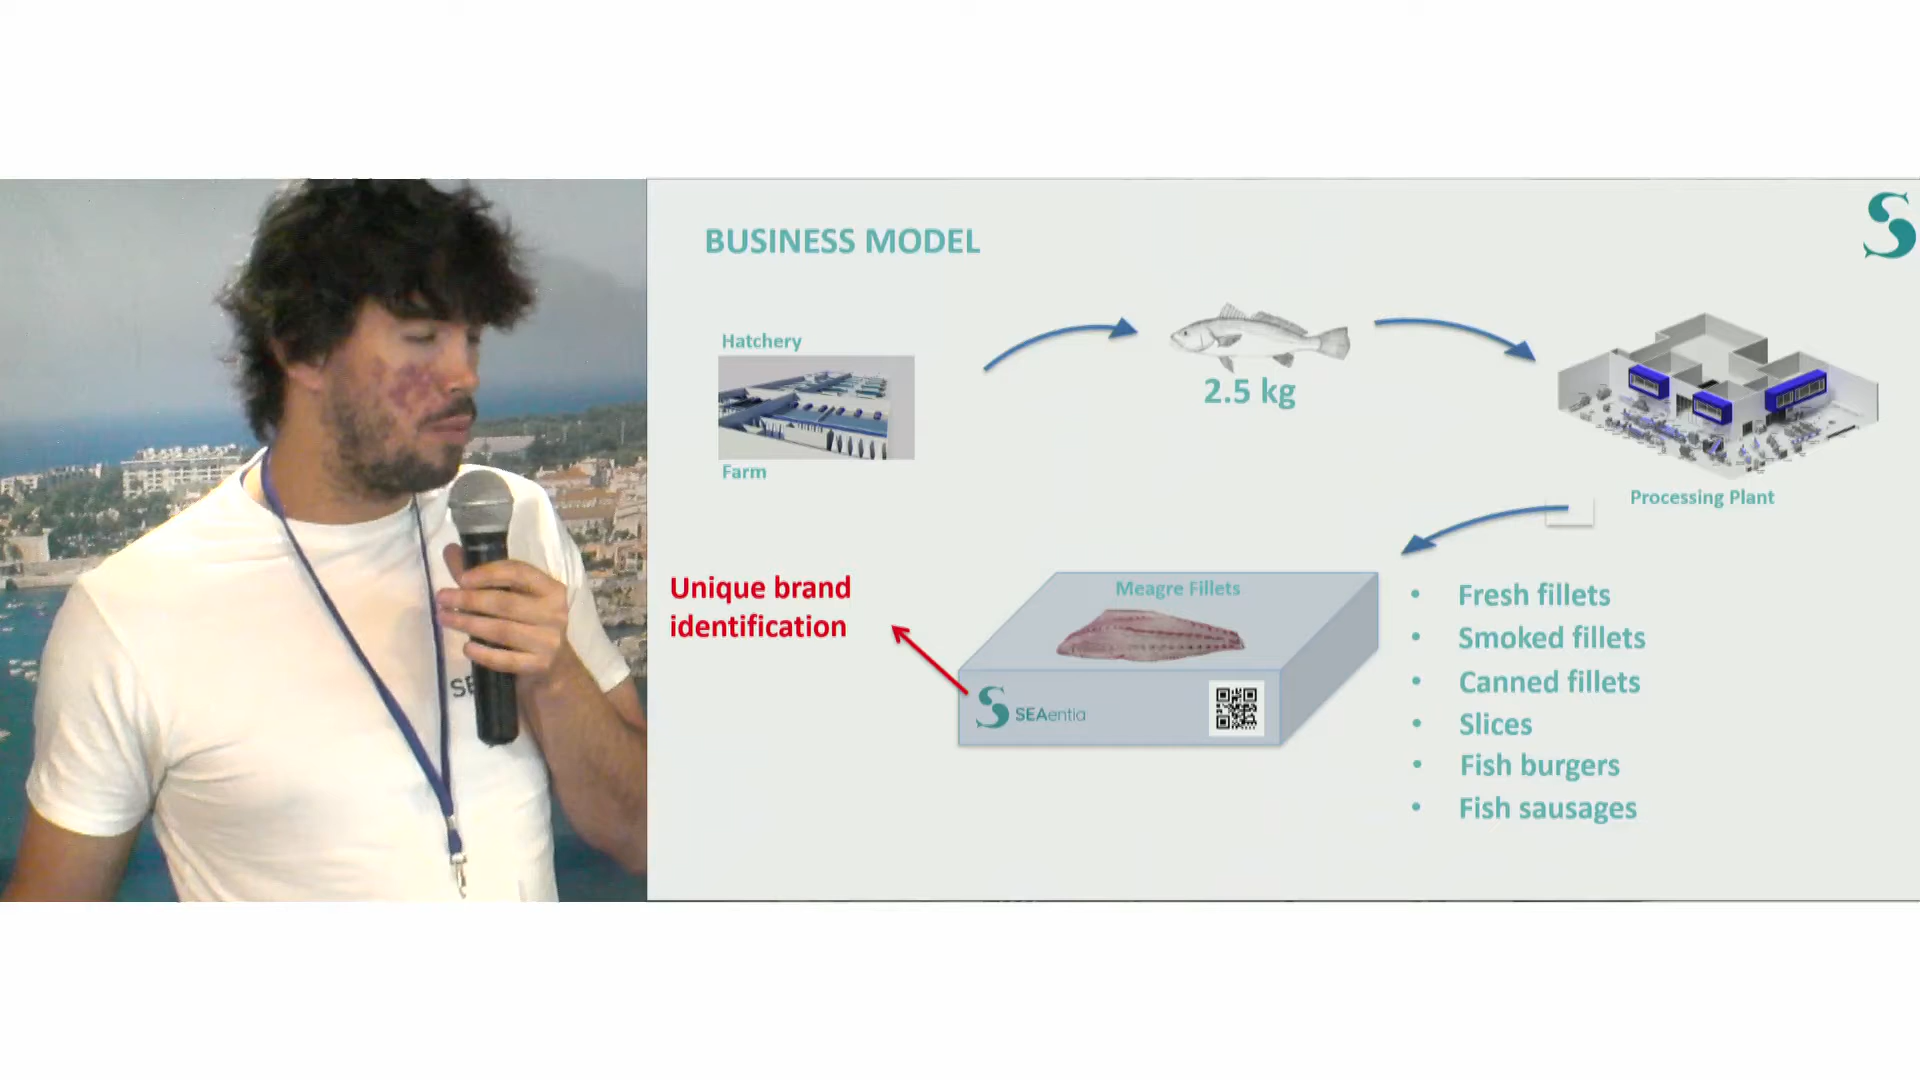 BUSINESS MODEL
Hatchery
Farm
2.5 kg
Processing Plant
Unique brand
identification
Meagre Fillets
SEAentia
• Fresh fillets
• Smoked fillets
• Canned fillets
• Slices
• Fish burgers
• Fish sausages